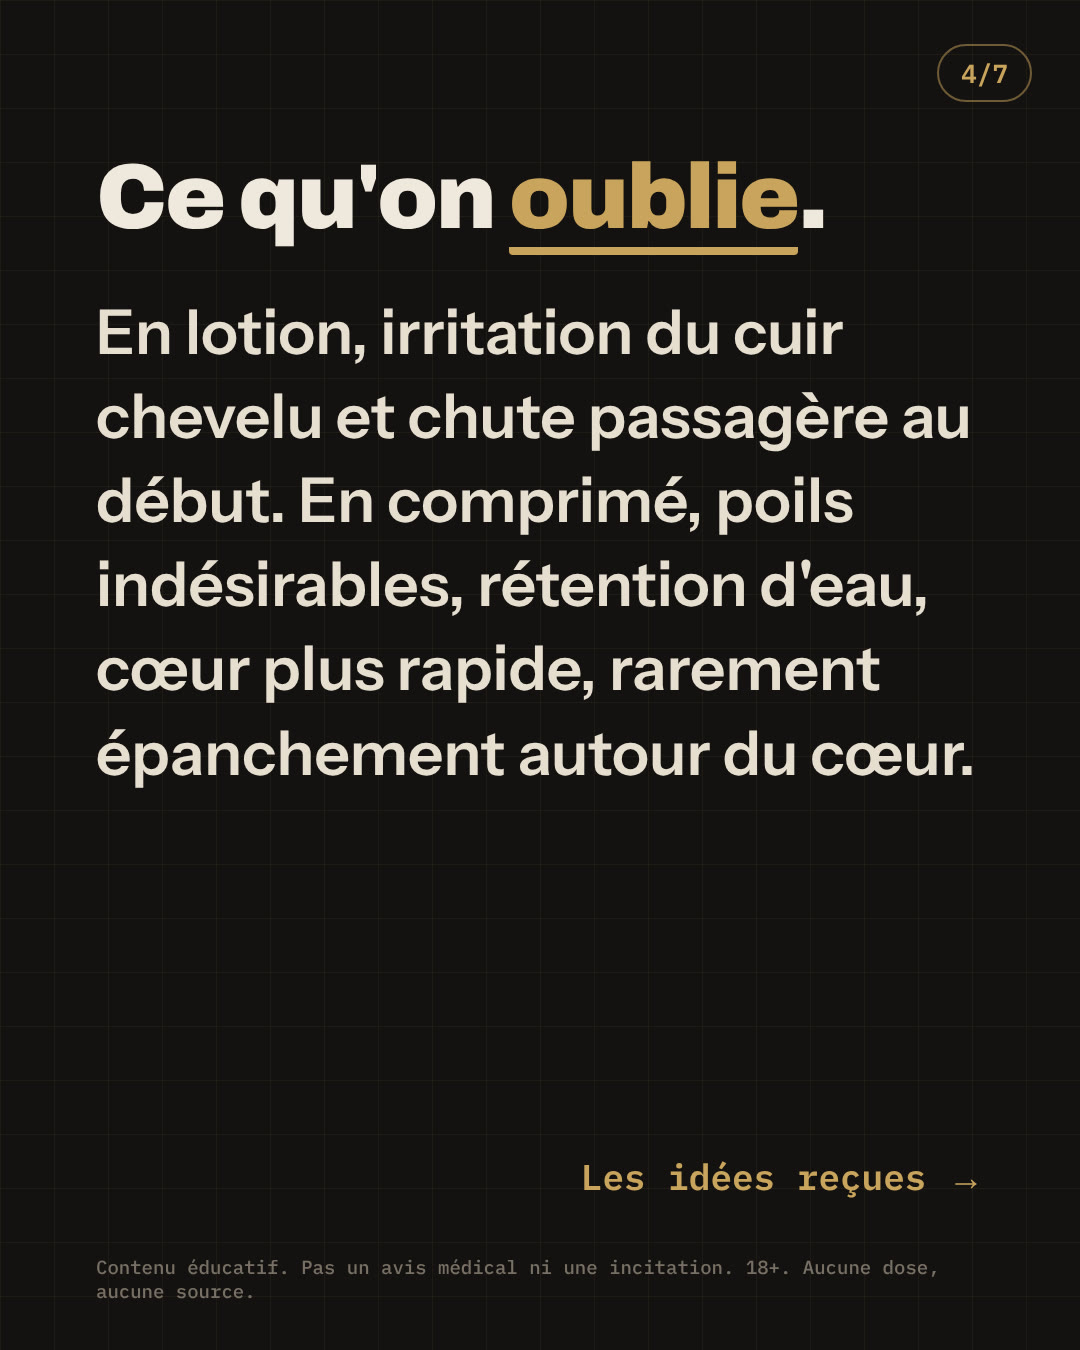 4/7
Ce qu'on oublie.
En lotion, irritation du cuir
chevelu et chute passagère au
début. En comprimé, poils
indésirables, rétention d'eau,
cœur plus rapide, rarement
épanchement autour du cœur.
Les idées reçues →
Contenu éducatif. Pas un avis médical ni une incitation. 18+. Aucune dose,
aucune source.